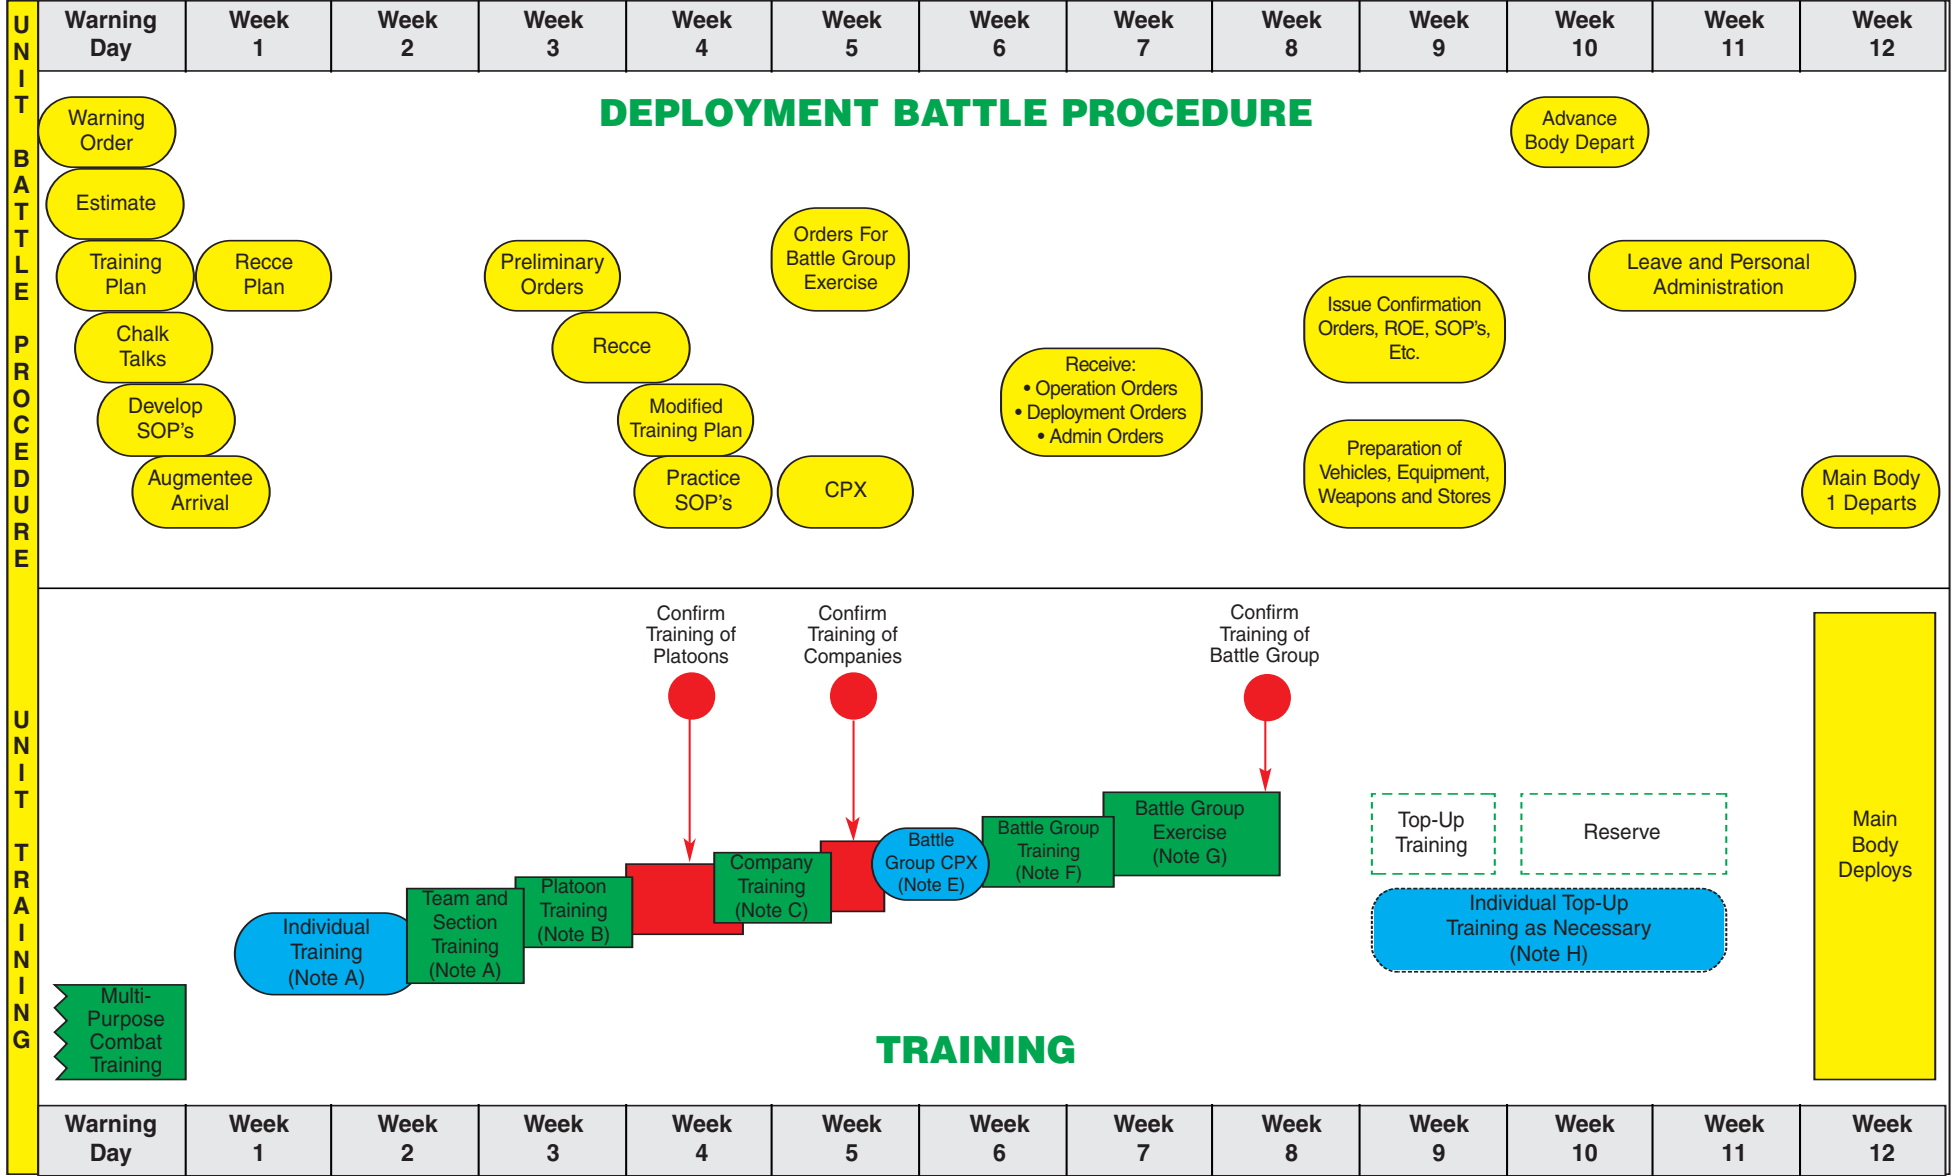 UNIT BATTLE PROCEDURE
UNIT TRAINING
Warning
Day
Week
1
Week
2
Week
3
Week
4
Week
5
Week
6
Week
7
Week
8
Week
9
Week
10
Week
11
Week
12
DEPLOYMENT BATTLE PROCEDURE
Warning
Order
Estimate
Training
Plan
Chalk
Talks
Develop
SOP's
Augmentee
Arrival
Recce
Plan
Preliminary
Orders
Recce
Modified
Training Plan
Practice
SOP's
Orders For
Battle Group
Exercise
CPX
Receive:
• Operation Orders
• Deployment Orders
• Admin Orders
Issue Confirmation
Orders, ROE, SOP's,
Etc.
Preparation of
Vehicles, Equipment,
Weapons and Stores
Advance
Body Depart
Leave and Personal
Administration
Main Body
1 Departs
Confirm
Training of
Platoons
Confirm
Training of
Companies
Confirm
Training of
Battle Group
Multi-
Purpose
Combat
Training
Individual
Training
(Note A)
Team and
Section
Training
(Note A)
Platoon
Training
(Note B)
Company
Training
(Note C)
Battle
Group CPX
(Note E)
Battle Group
Training
(Note F)
Battle Group
Exercise
(Note G)
Top-Up
Training
Reserve
Individual Top-Up
Training as Necessary
(Note H)
Main
Body
Deploys
TRAINING
Warning
Day
Week
1
Week
2
Week
3
Week
4
Week
5
Week
6
Week
7
Week
8
Week
9
Week
10
Week
11
Week
12